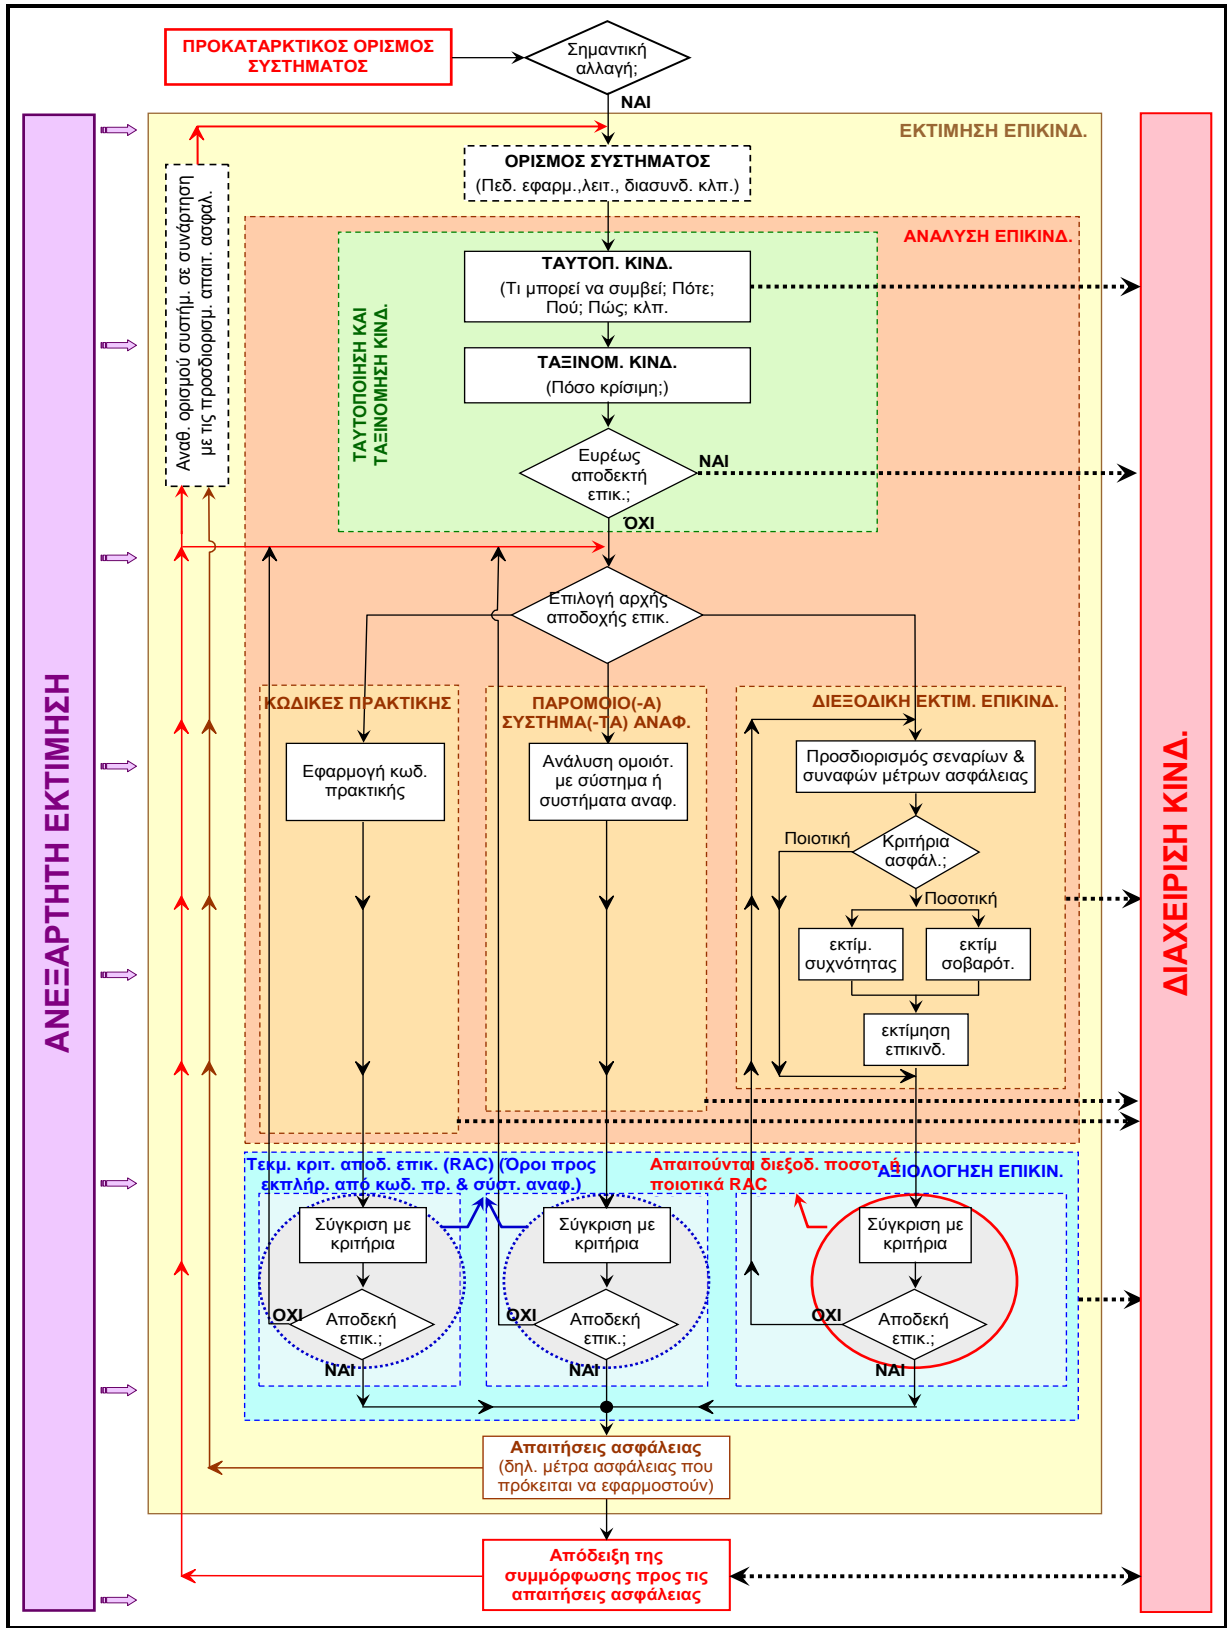 ΠΡΟΚΑΤΑΡΚΤΙΚΟΣ ΟΡΙΣΜΟΣ
ΣΥΣΤΗΜΑΤΟΣ
Σημαντική
αλλαγή;
ΝΑΙ
ΕΚΤΙΜΗΣΗ ΕΠΙΚΙΝΔ.
ΟΡΙΣΜΟΣ ΣΥΣΤΗΜΑΤΟΣ
(Πεδ. εφαρμ.,λειτ., διασυνδ. κλπ.)
Αναθ. ορισμού συστήμ. σε συνάρτηση
με τις προσδιορισμ. απαιτ. ασφαλ.
ΑΝΑΛΥΣΗ ΕΠΙΚΙΝΔ.
ΤΑΥΤΟΠΟΙΗΣΗ ΚΑΙ
ΤΑΞΙΝΟΜΗΣΗ ΚΙΝΔ.
ΤΑΥΤΟΠ. ΚΙΝΔ.
(Τι μπορεί να συμβεί; Πότε;
Πού; Πώς; κλπ.
ΤΑΞΙΝΟΜ. ΚΙΝΔ.
(Πόσο κρίσιμη;)
Ευρέως
αποδεκτή
επικ.;
ΝΑΙ
ΌΧΙ
Επιλογή αρχής
αποδοχής επικ.
ΑΝΕΞΑΡΤΗΤΗ ΕΚΤΙΜΗΣΗ
ΔΙΑΧΕΙΡΙΣΗ ΚΙΝΔ.
ΚΩΔΙΚΕΣ ΠΡΑΚΤΙΚΗΣ
Εφαρμογή κωδ.
πρακτικής
ΠΑΡΟΜΟΙΟ(-Α)
ΣΥΣΤΗΜΑ(-ΤΑ) ΑΝΑΦ.
Ανάλυση ομοιότ.
με σύστημα ή
συστήματα αναφ.
ΔΙΕΞΟΔΙΚΗ ΕΚΤΙΜ. ΕΠΙΚΙΝΔ.
Προσδιορισμός σεναρίων &
συναφών μέτρων ασφάλειας
Ποιοτική
Κριτήρια
ασφάλ.;
Ποσοτική
εκτίμ.
συχνότητας
εκτίμ
σοβαρότ.
εκτίμηση
επικινδ.
Τεκμ. κριτ. αποδ. επικ. (RAC) (Όροι προς
εκπλήρ. από κωδ. πρ. & σύστ. αναφ.)
Απαιτούνται διεξοδ. ποσοτ. ή
ποιοτικά RAC
ΑΞΙΟΛΟΓΗΣΗ ΕΠΙΚΙΝ.
Σύγκριση με
κριτήρια
Αποδεκή
επικ.;
ΟΧΙ
ΝΑΙ
Σύγκριση με
κριτήρια
Αποδεκή
επικ.;
ΟΧΙ
ΝΑΙ
Σύγκριση με
κριτήρια
Αποδεκή
επικ.;
ΟΧΙ
ΝΑΙ
Απαιτήσεις ασφάλειας
(δηλ. μέτρα ασφάλειας που
πρόκειται να εφαρμοστούν)
Απόδειξη της
συμμόρφωσης προς τις
απαιτήσεις ασφάλειας